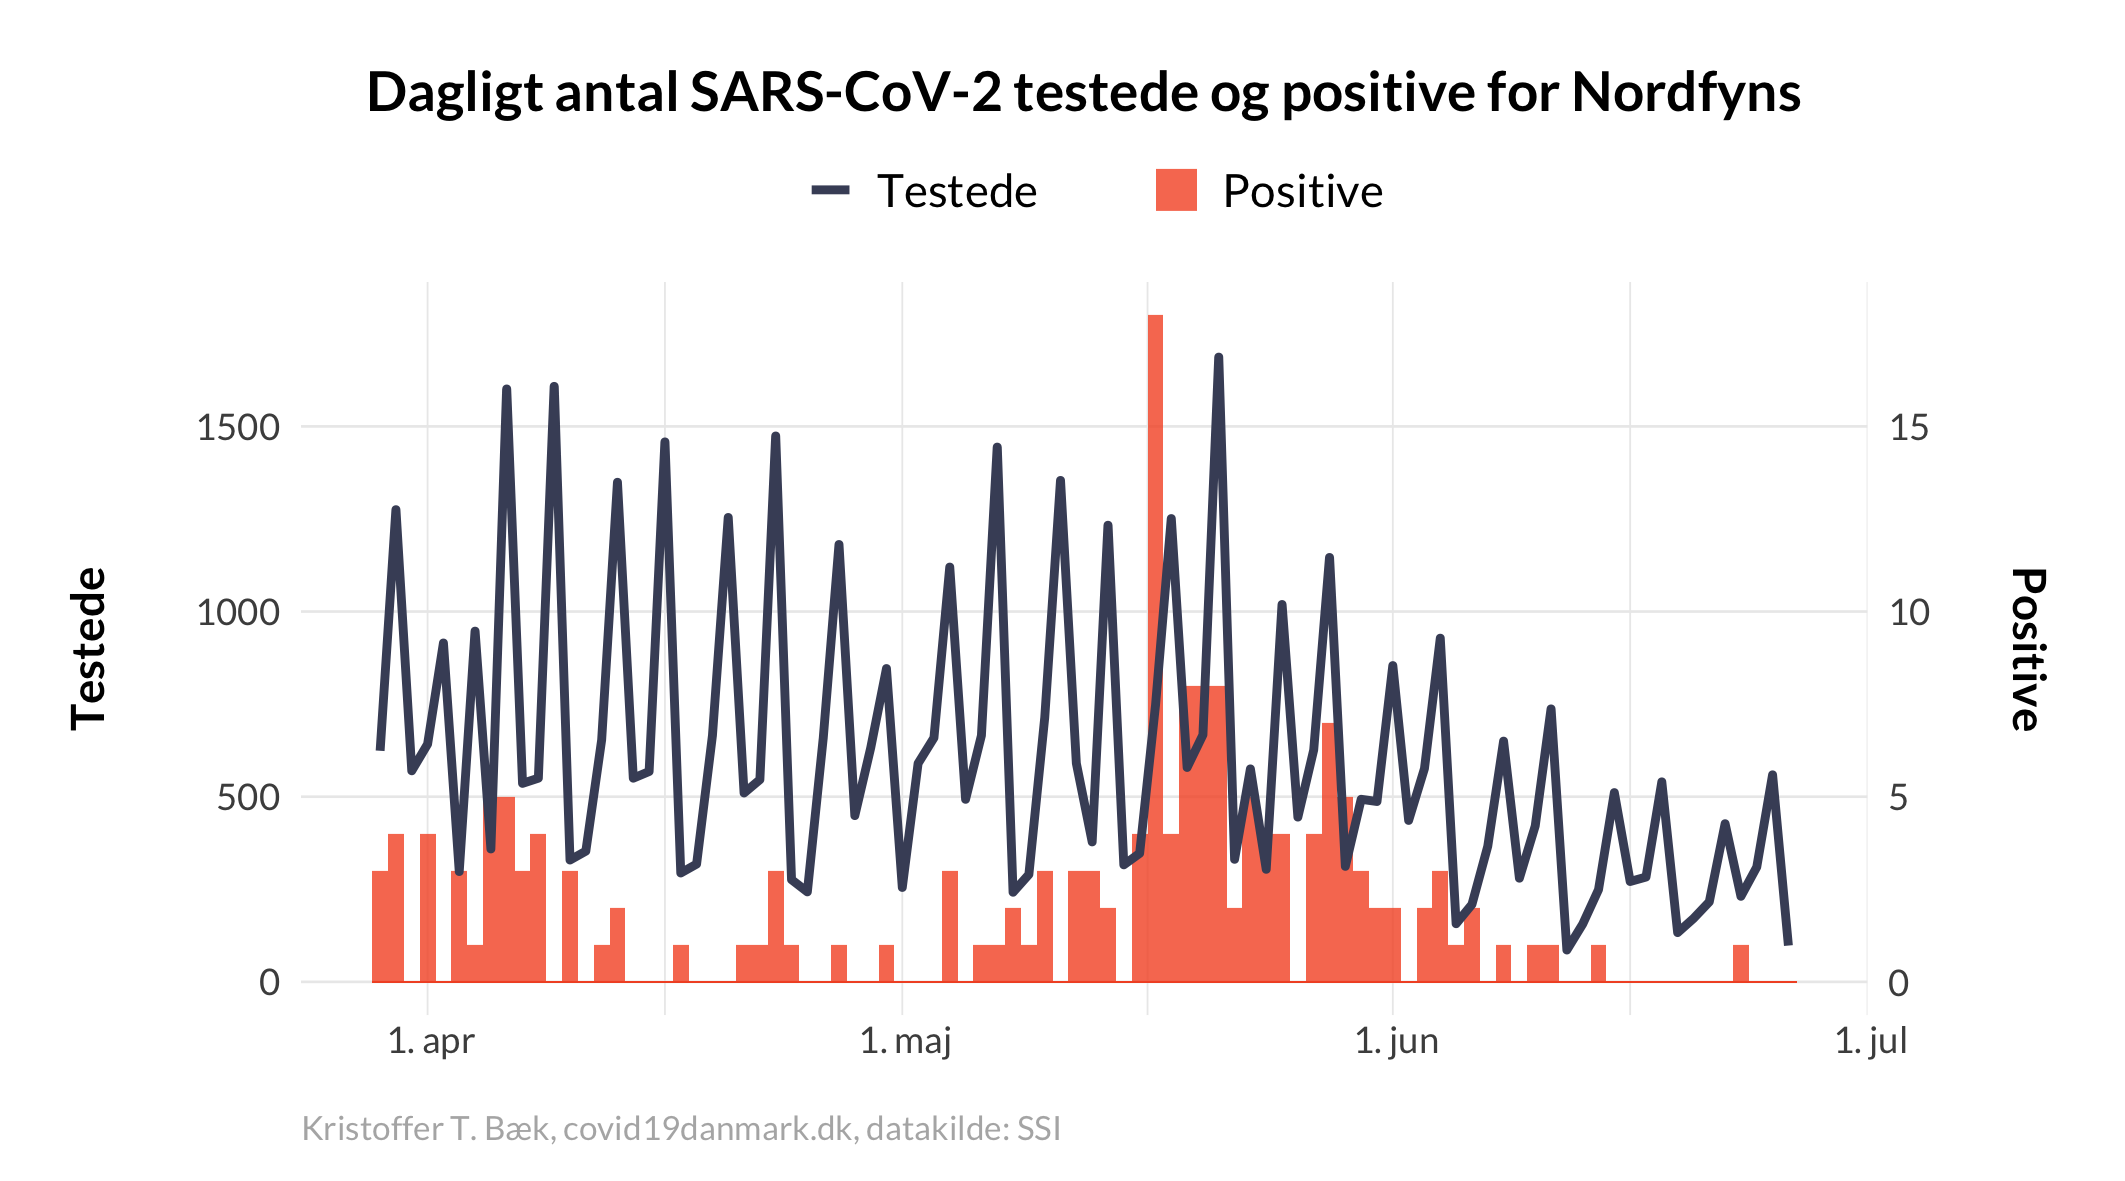 Dagligt antal SARS-CoV-2 testede og positive for Nordfyns
Testede Positive
1500 15
1000 10
500 5
0 0
Testede
Positive
1. apr 1. maj 1. jun 1. jul
Kristoffer T. Bæk, covid19danmark.dk, datakilde: SSI